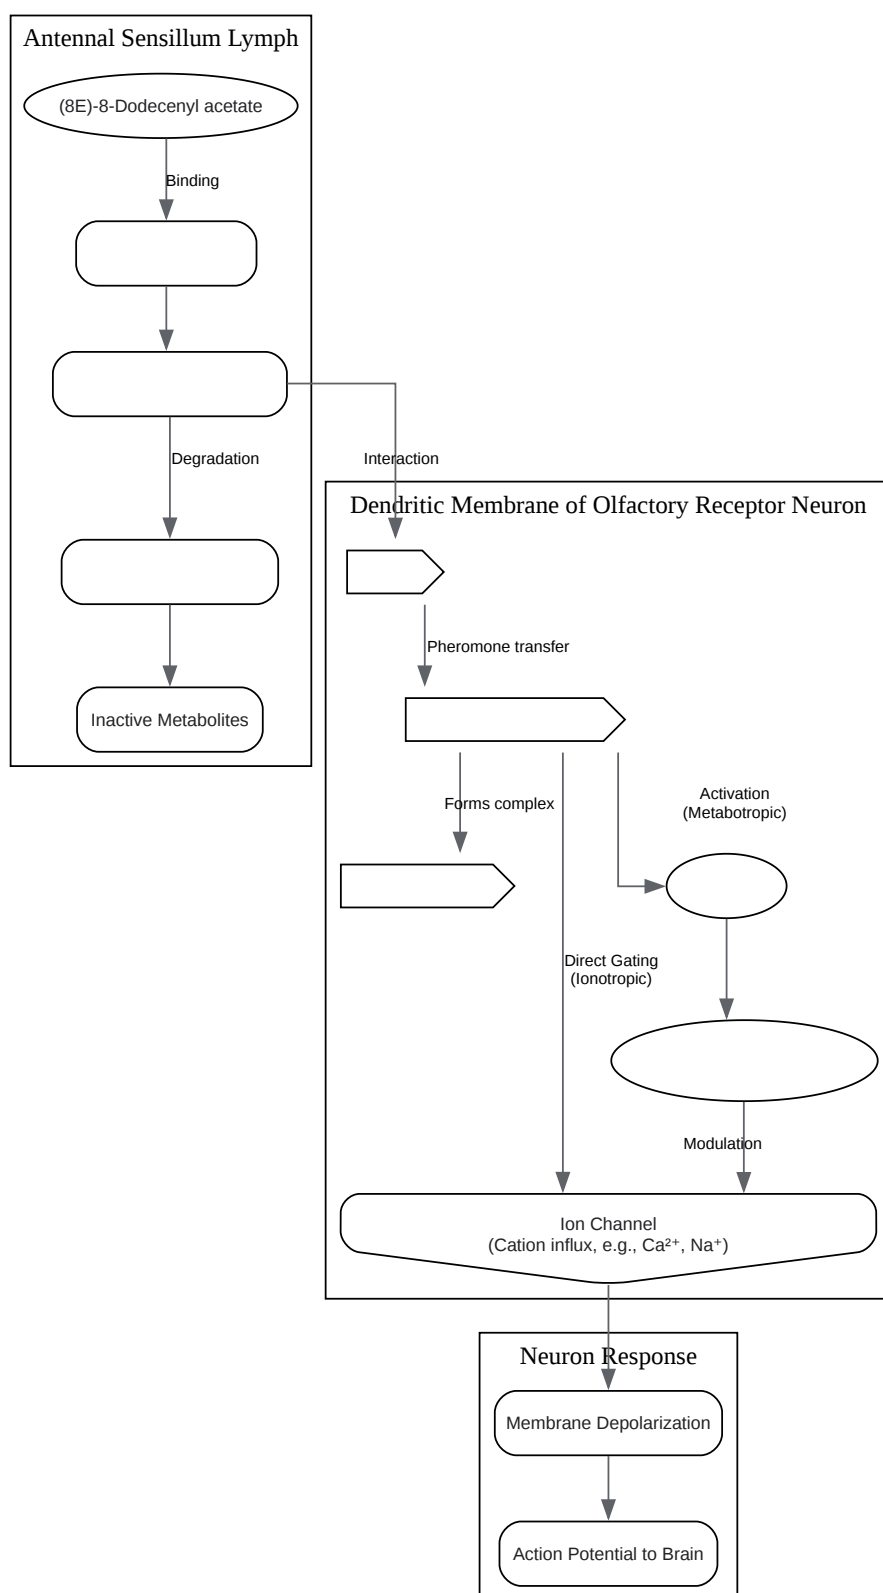 Antennal Sensillum Lymph
(8E)-8-Dodecenyl acetate
Binding
Degradation
Interaction
Dendritic Membrane of Olfactory Receptor Neuron
Pheromone transfer
Inactive Metabolites
Forms complex
Activation
(Metabotropic)
Direct Gating
(Ionotropic)
Modulation
Ion Channel
(Cation influx, e.g., Ca²⁺, Na⁺)
Neuron Response
Membrane Depolarization
Action Potential to Brain